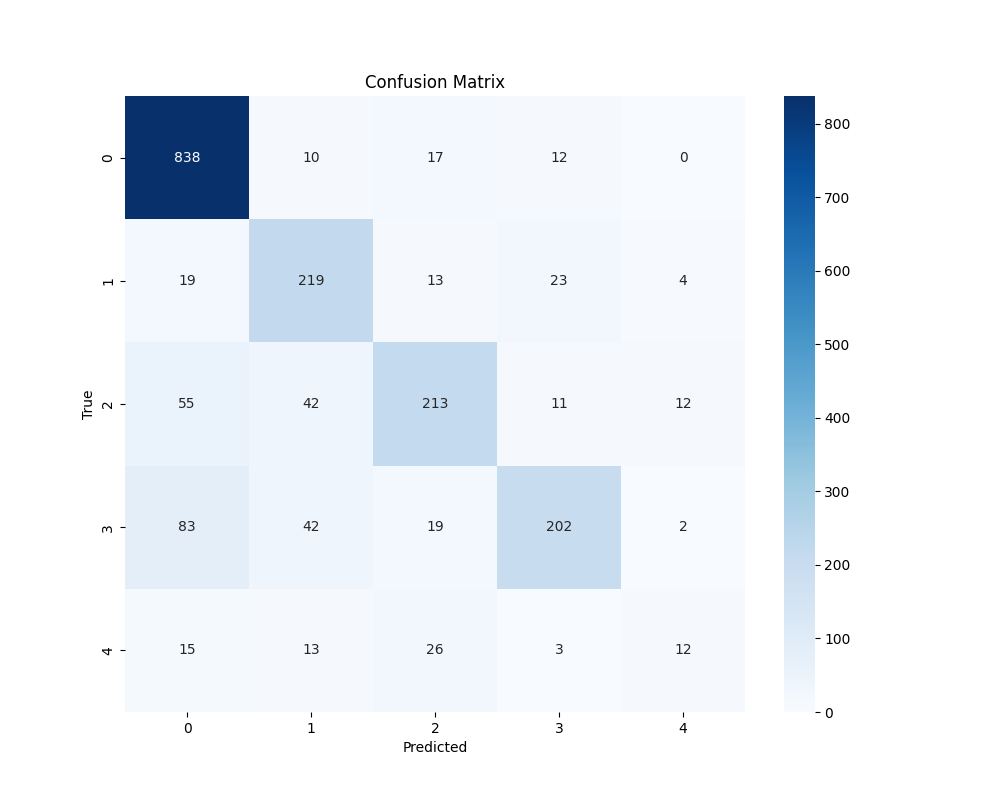 Confusion Matrix
True
0 838 10 17 12 0
1 19 219 13 23 4
2 55 42 213 11 12
3 83 42 19 202 2
4 15 13 26 3 12
0 1 2 3 4
Predicted
800
700
600
500
400
300
200
100
0